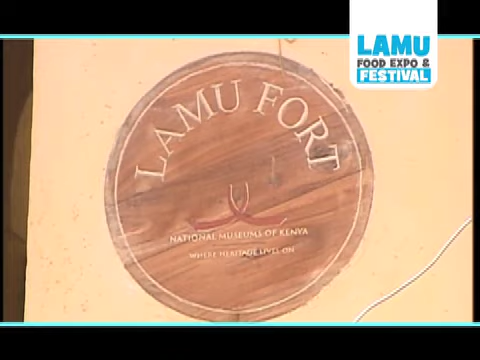 LAMU
FOOD EXPO &
FESTIVAL
LAMU FORT
NATIONAL MUSEUMS OF KENYA
WHERE HERITAGE LIVES ON